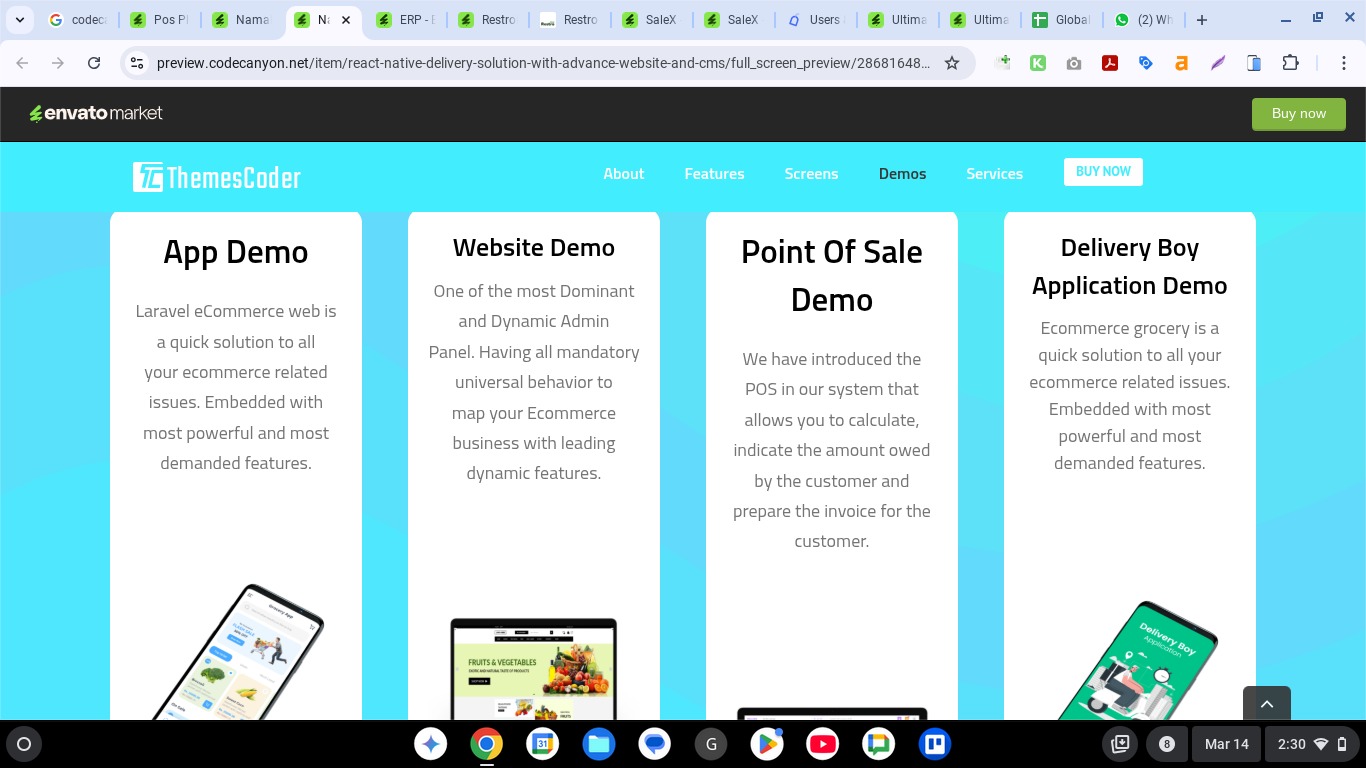 codec
Pos Pl
Nama
Na
ERP - E
Restro
Restro
SaleX
SaleX
Users
Ultima
Ultima
Global
(2) Wh
preview.codecanyon.net/item/react-native-delivery-solution-with-advance-website-and-cms/full_screen_preview/28681648...
envato market
Buy now
ThemesCoder
About
Features
Screens
Demos
Services
BUY NOW
App Demo
Laravel eCommerce web is
a quick solution to all
your ecommerce related
issues. Embedded with
most powerful and most
demanded features.
Website Demo
One of the most Dominant
and Dynamic Admin
Panel. Having all mandatory
universal behavior to
map your Ecommerce
business with leading
dynamic features.
Point Of Sale
Demo
We have introduced the
POS in our system that
allows you to calculate,
indicate the amount owed
by the customer and
prepare the invoice for the
customer.
Delivery Boy
Application Demo
Ecommerce grocery is a
quick solution to all your
ecommerce related issues.
Embedded with most
powerful and most
demanded features.
Grocery App
FRUITS & VEGETABLES
Delivery Boy
Application
31
G
8
Mar 14
2:30